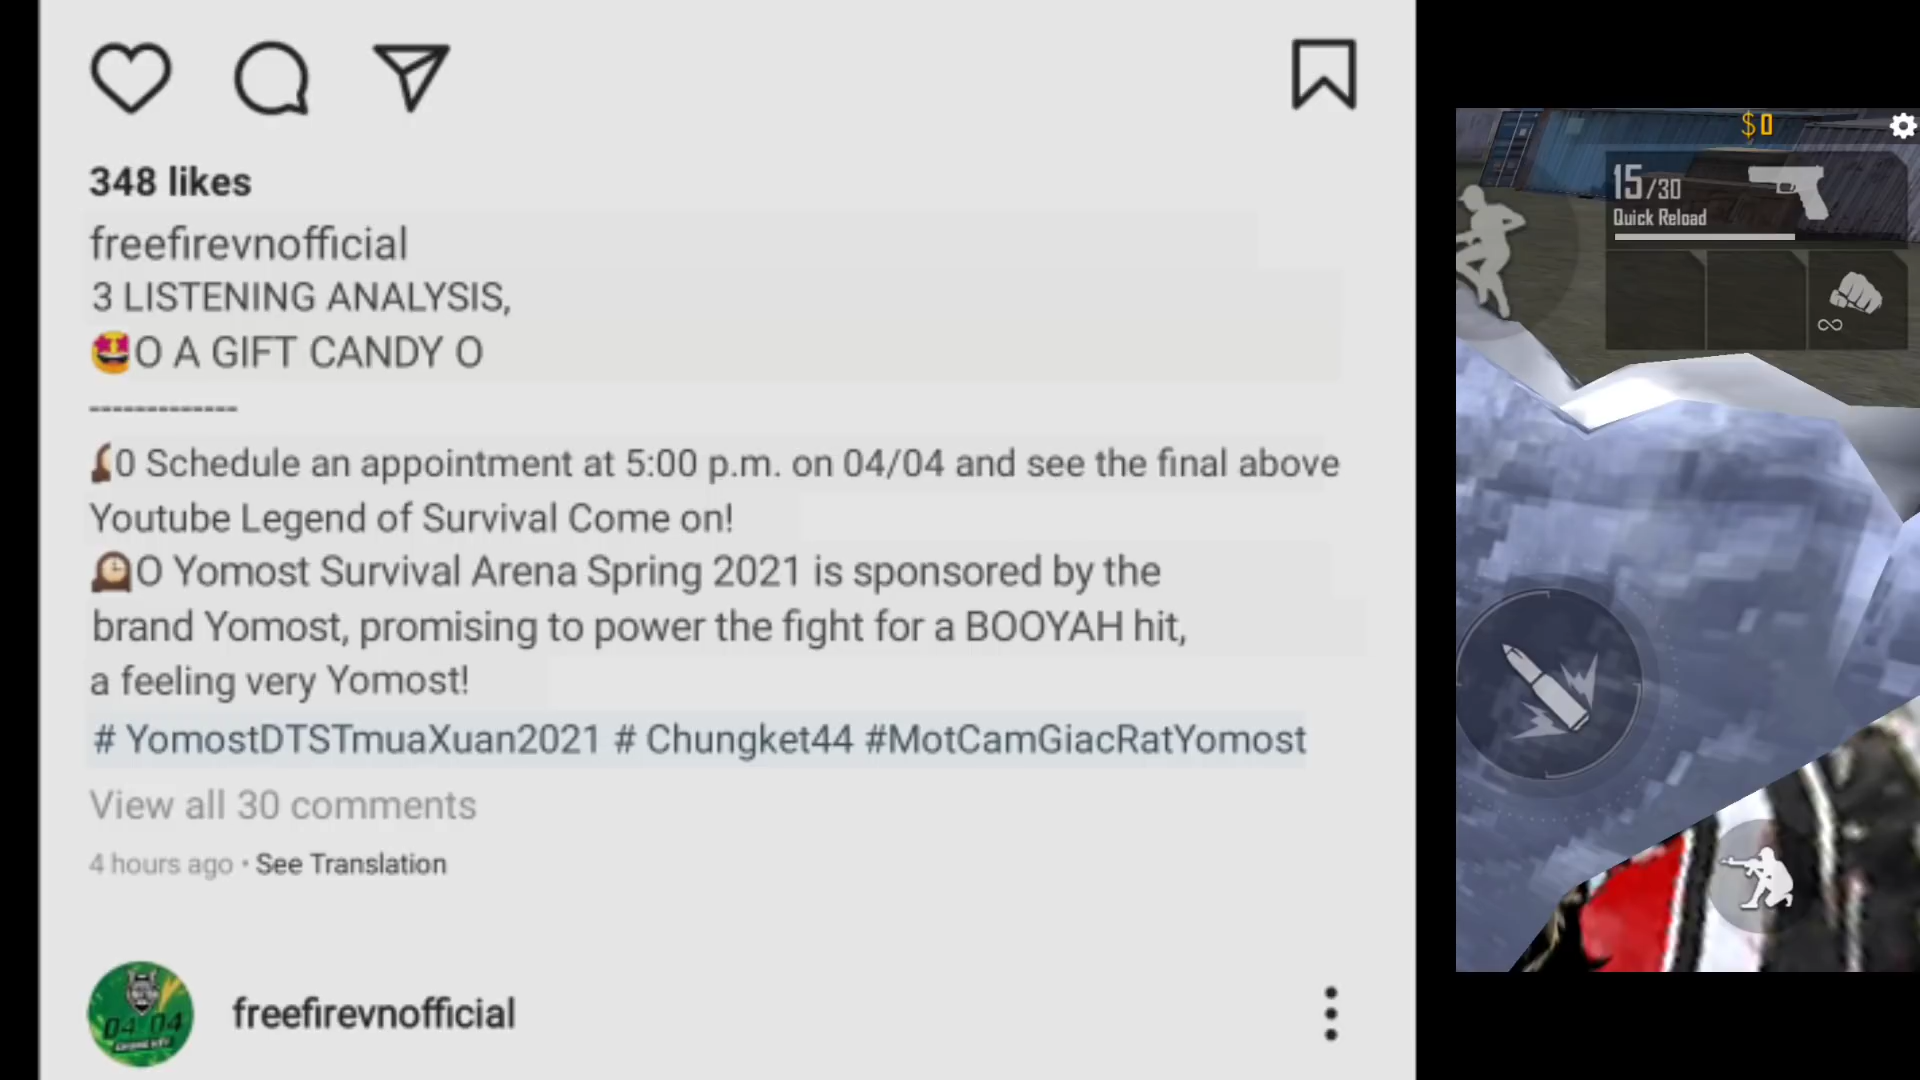 348 likes
freefirevnofficial
3 LISTENING ANALYSIS,
🤩O A GIFT CANDY O
-------------
0 Schedule an appointment at 5:00 p.m. on 04/04 and see the final above
Youtube Legend of Survival Come on!
🕰O Yomost Survival Arena Spring 2021 is sponsored by the
brand Yomost, promising to power the fight for a BOOYAH hit,
a feeling very Yomost!
# YomostDTSTmuaXuan2021 # Chungket44 #MotCamGiacRatYomost
View all 30 comments
4 hours ago • See Translation
04 04
freefirevnofficial
$0
15/30
Quick Reload
∞